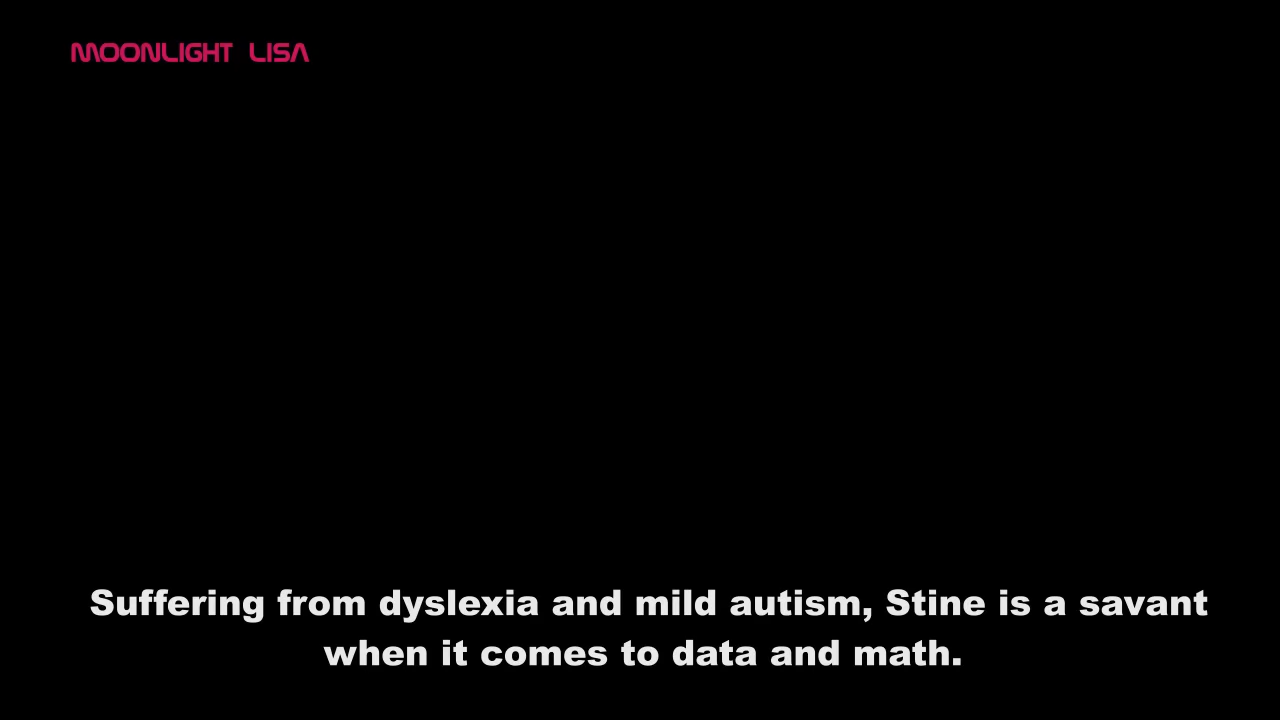 MOONLIGHT LISA
Suffering from dyslexia and mild autism, Stine is a savant
when it comes to data and math.